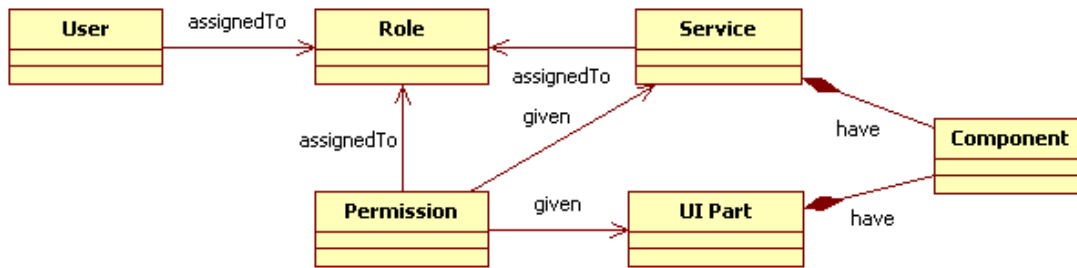 User
assignedTo
Role
Service
assignedTo
given
assignedTo
have
Component
Permission
given
UI Part
have